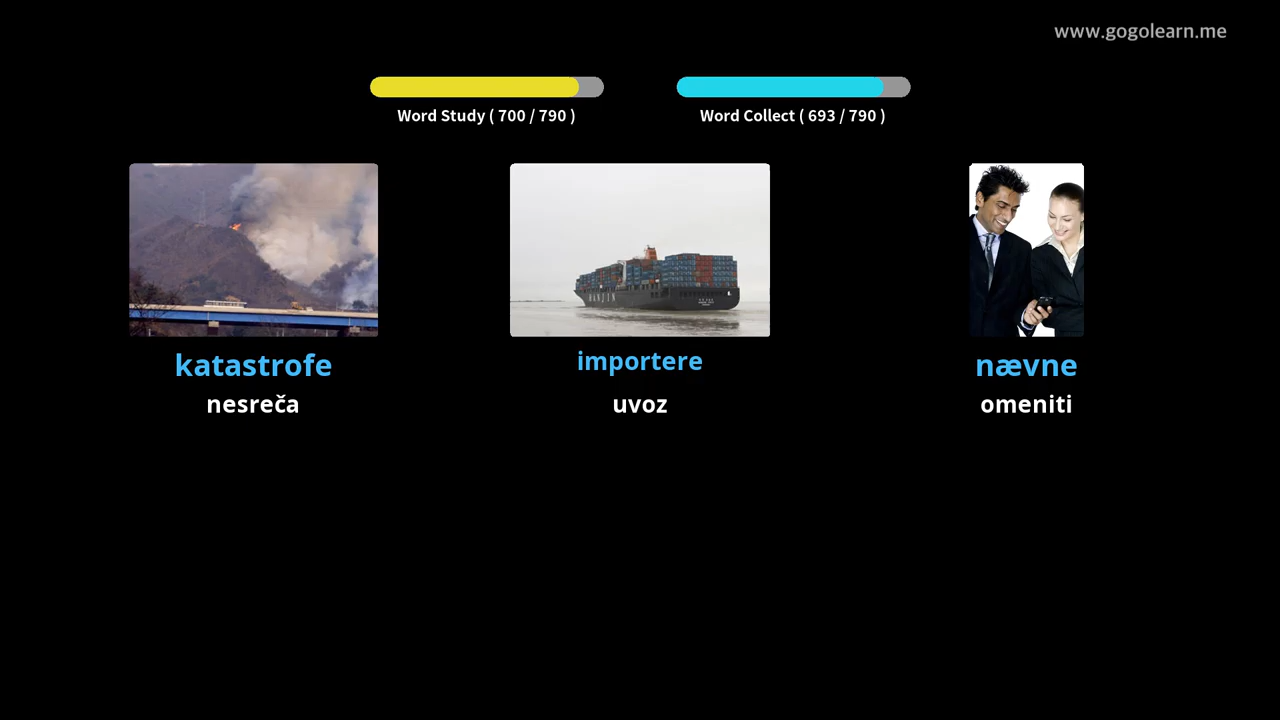 www.gogolearn.me
Word Study ( 700 / 790 )
Word Collect ( 693 / 790 )
katastrofe
importere
nævne
nesreča
uvoz
omeniti